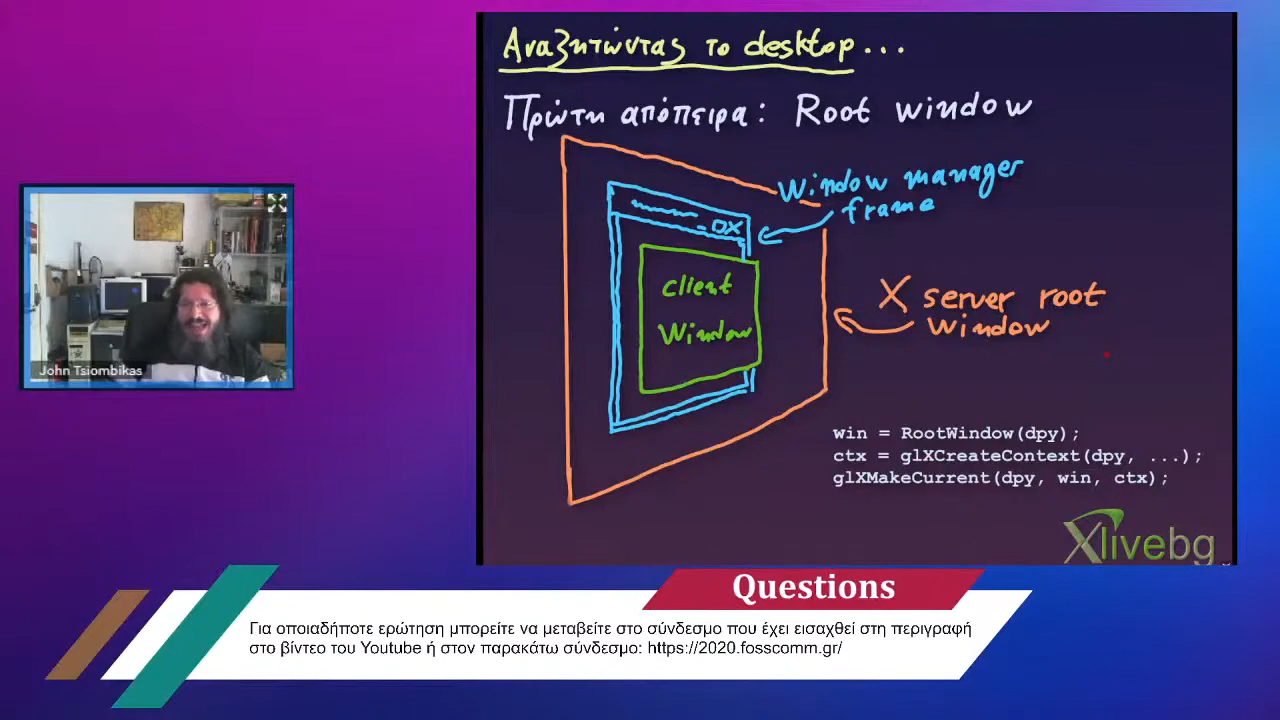 Αναζητώντας το desktop...
Πρώτη απόπειρα: Root window
Window manager
frame
_ □X
client
Window
X server root
window
win = RootWindow(dpy);
ctx = glXCreateContext(dpy, ...);
glXMakeCurrent(dpy, win, ctx);
Xlivebg
John Tsiombikas
Questions
Για οποιαδήποτε ερώτηση μπορείτε να μεταβείτε στο σύνδεσμο που έχει εισαχθεί στη περιγραφή
στο βίντεο του Youtube ή στον παρακάτω σύνδεσμο: https://2020.fosscomm.gr/